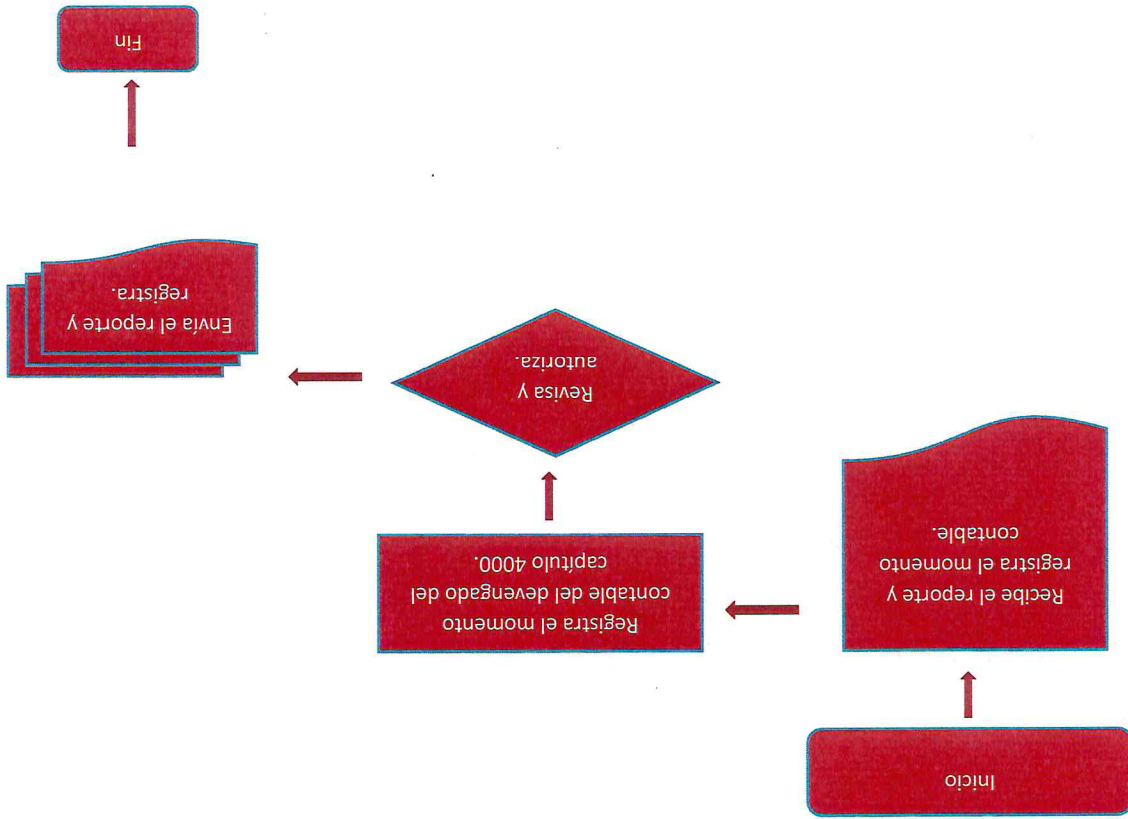 Inicio
Recibe el reporte y
registra el momento
contable.
Registra el momento
contable del devengado del
capítulo 4000.
Revisa y
autoriza.
Envía el reporte y
registra.
Fin